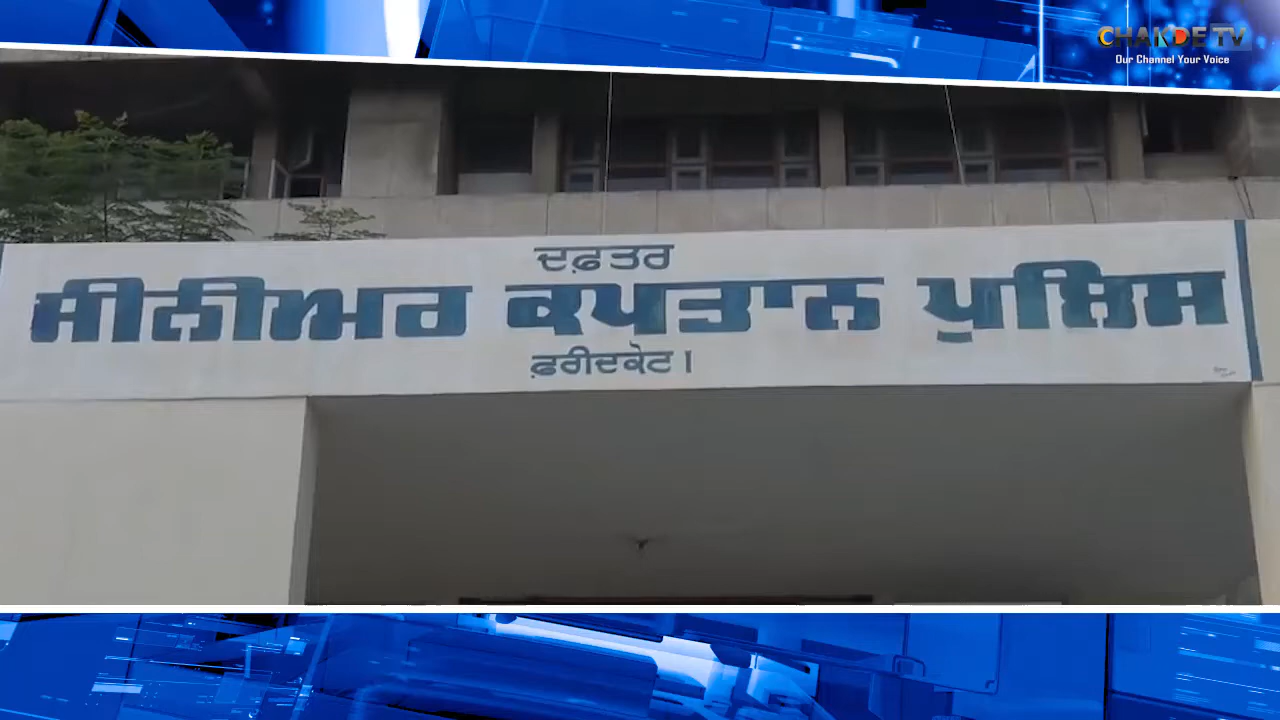 CHAKDE TV
Our Channel Your Voice
ਦਫ਼ਤਰ
ਸੀਨੀਅਰ ਕਪਤਾਨ ਪੁਲਿਸ
ਫ਼ਰੀਦਕੋਟ।